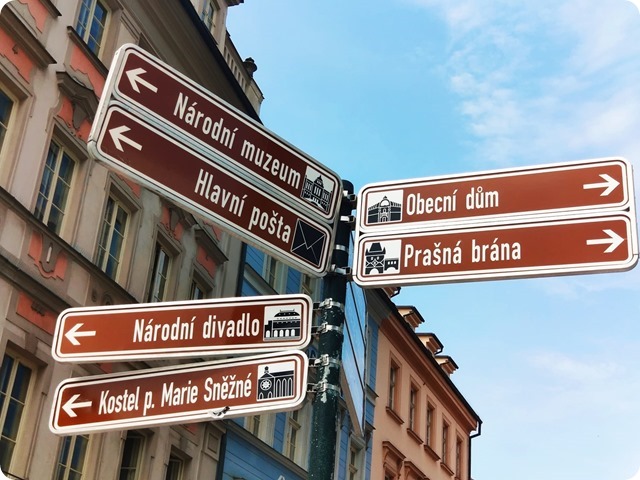 Národní muzeum
Hlavní pošta
Obecní dům
Prašná brána
Národní divadlo
Kostel p. Marie Sněžné